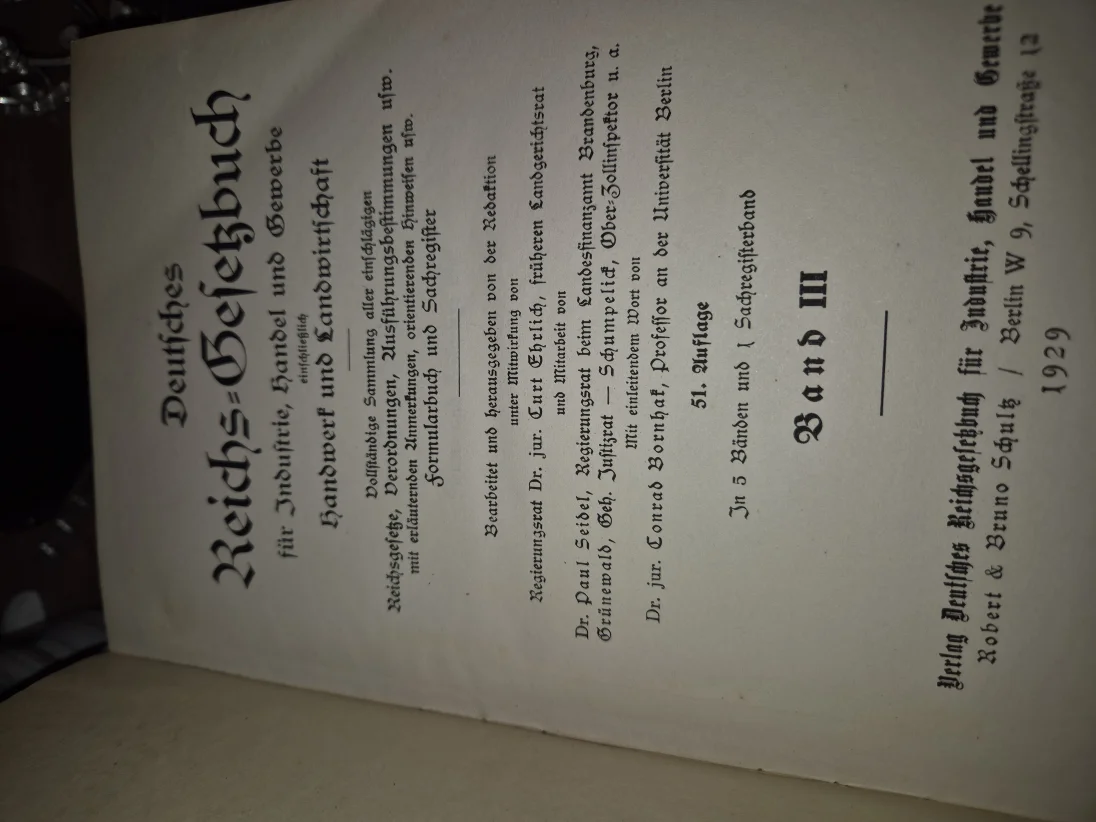 Deutsches
Reichs=Gesetzbuch
für Industrie, Handel und Gewerbe
einschließlich
Handwerk und Landwirtschaft
Vollständige Sammlung aller einschlägigen
Reichsgesetze, Verordnungen, Ausführungsbestimmungen usw.
mit erläuternden Anmerkungen, orientierenden Hinweisen usw.
Formularbuch und Sachregister
Bearbeitet und herausgegeben von der Redaktion
unter Mitwirkung von
Regierungsrat Dr. jur. Curt Ehrlich, früheren Landgerichtsrat
und Mitarbeit von
Dr. Paul Seidel, Regierungsrat beim Landesfinanzamt Brandenburg,
Grünewald, Geh. Justizrat — Schumpelick, Ober=Zollinspektor u. a.
Mit einleitendem Wort von
Dr. jur. Conrad Bornhak, Professor an der Universität Berlin
51. Auflage
In 5 Bänden und 1 Sachregisterband
Band III
Verlag Deutsches Reichsgesetzbuch für Industrie, Handel und Gewerbe
Robert & Bruno Schultz / Berlin W 9, Schellingstraße 12
1929